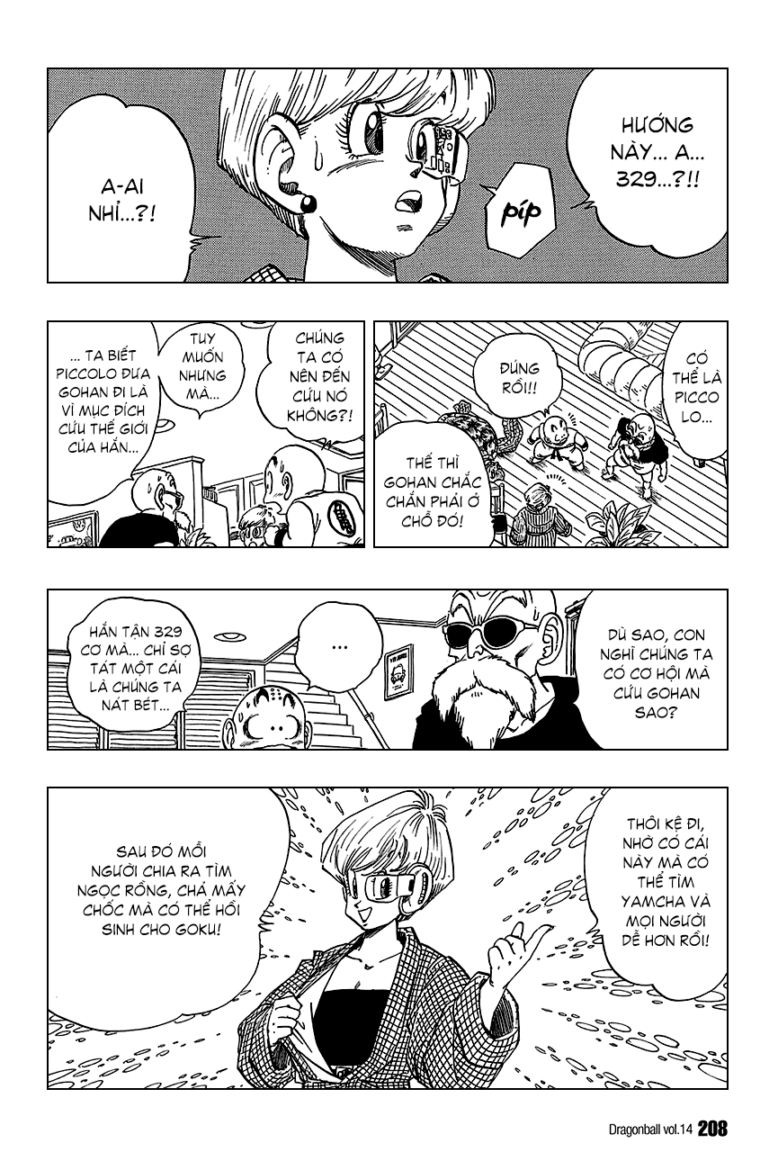 HƯỚNG
NÀY... A...
329...?!!
píp
A-AI
NHỈ...?!
CÓ
THỂ LÀ
PICCO
LO...
ĐÚNG
RỒI!!
THẾ THÌ
GOHAN CHẮC
CHẮN PHẢI Ở
CHỖ ĐÓ!
CHÚNG
TA CÓ
NÊN ĐẾN
CỨU NÓ
KHÔNG?!
TUY
MUỐN
NHƯNG
MÀ...
... TA BIẾT
PICCOLO ĐƯA
GOHAN ĐI LÀ
VÌ MỤC ĐÍCH
CỨU THẾ GIỚI
CỦA HẮN...
DÙ SAO, CON
NGHĨ CHÚNG TA
CÓ CƠ HỘI MÀ
CỨU GOHAN
SAO?
...
HẮN TẬN 329
CƠ MÀ... CHỈ SỢ
TÁT MỘT CÁI
LÀ CHÚNG TA
NÁT BÉT...
THÔI KỆ ĐI,
NHỜ CÓ CÁI
NÀY MÀ CÓ
THỂ TÌM
YAMCHA VÀ
MỌI NGƯỜI
DỄ HƠN RỒI!
SAU ĐÓ MỒI
NGƯỜI CHIA RA TÌM
NGỌC RỒNG, CHÁ MẤY
CHỐC MÀ CÓ THỂ HỒI
SINH CHO GOKU!
Dragonball vol.14 208